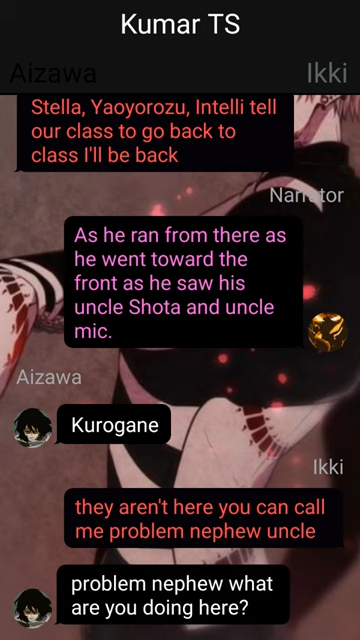 Kumar TS
Aizawa
Ikki
Stella, Yaoyorozu, Intelli tell
our class to go back to
class I'll be back
Narrator
As he ran from there as
he went toward the
front as he saw his
uncle Shota and uncle
mic.
Aizawa
Kurogane
Ikki
they aren't here you can call
me problem nephew uncle
problem nephew what
are you doing here?